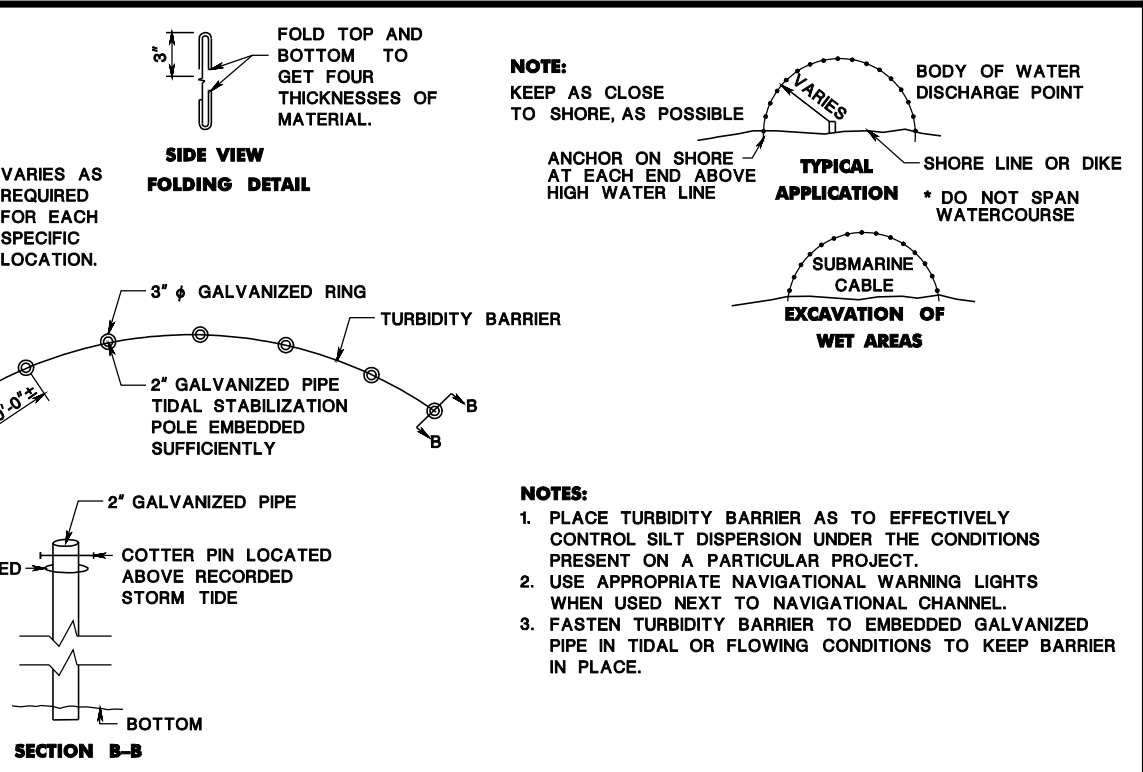 3"
FOLD TOP AND
BOTTOM TO
GET FOUR
THICKNESSES OF
MATERIAL.
SIDE VIEW
FOLDING DETAIL
NOTE:
KEEP AS CLOSE
TO SHORE, AS POSSIBLE
VARIES
BODY OF WATER
DISCHARGE POINT
ANCHOR ON SHORE
AT EACH END ABOVE
HIGH WATER LINE
TYPICAL
APPLICATION
SHORE LINE OR DIKE
* DO NOT SPAN
WATERCOURSE
SUBMARINE
CABLE
EXCAVATION OF
WET AREAS
VARIES AS
REQUIRED
FOR EACH
SPECIFIC
LOCATION.
3" ϕ GALVANIZED RING
TURBIDITY BARRIER
2" GALVANIZED PIPE
TIDAL STABILIZATION
POLE EMBEDDED
SUFFICIENTLY
'-0"±
B
B
2" GALVANIZED PIPE
COTTER PIN LOCATED
ABOVE RECORDED
STORM TIDE
ED
BOTTOM
SECTION B-B
NOTES:
1. PLACE TURBIDITY BARRIER AS TO EFFECTIVELY
CONTROL SILT DISPERSION UNDER THE CONDITIONS
PRESENT ON A PARTICULAR PROJECT.
2. USE APPROPRIATE NAVIGATIONAL WARNING LIGHTS
WHEN USED NEXT TO NAVIGATIONAL CHANNEL.
3. FASTEN TURBIDITY BARRIER TO EMBEDDED GALVANIZED
PIPE IN TIDAL OR FLOWING CONDITIONS TO KEEP BARRIER
IN PLACE.